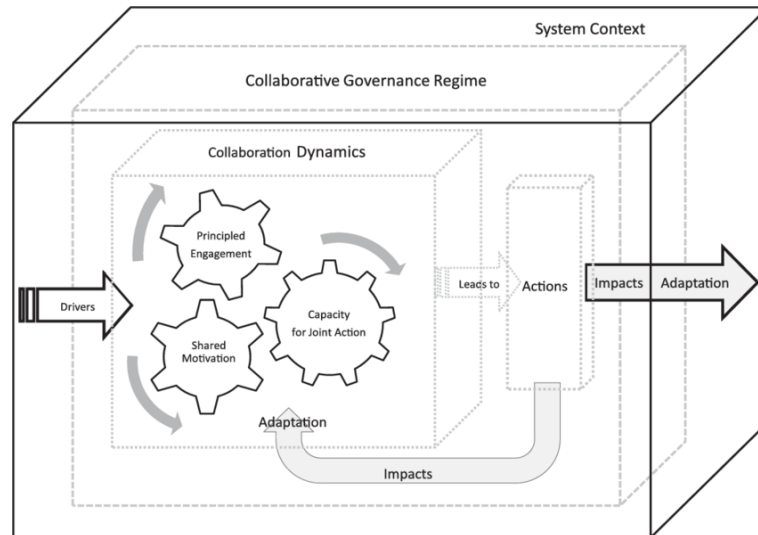 System Context
Collaborative Governance Regime
Collaboration Dynamics
Principled
Engagement
Drivers
Shared
Motivation
Capacity
for Joint Action
Leads to
Actions
Impacts
Adaptation
Adaptation
Impacts